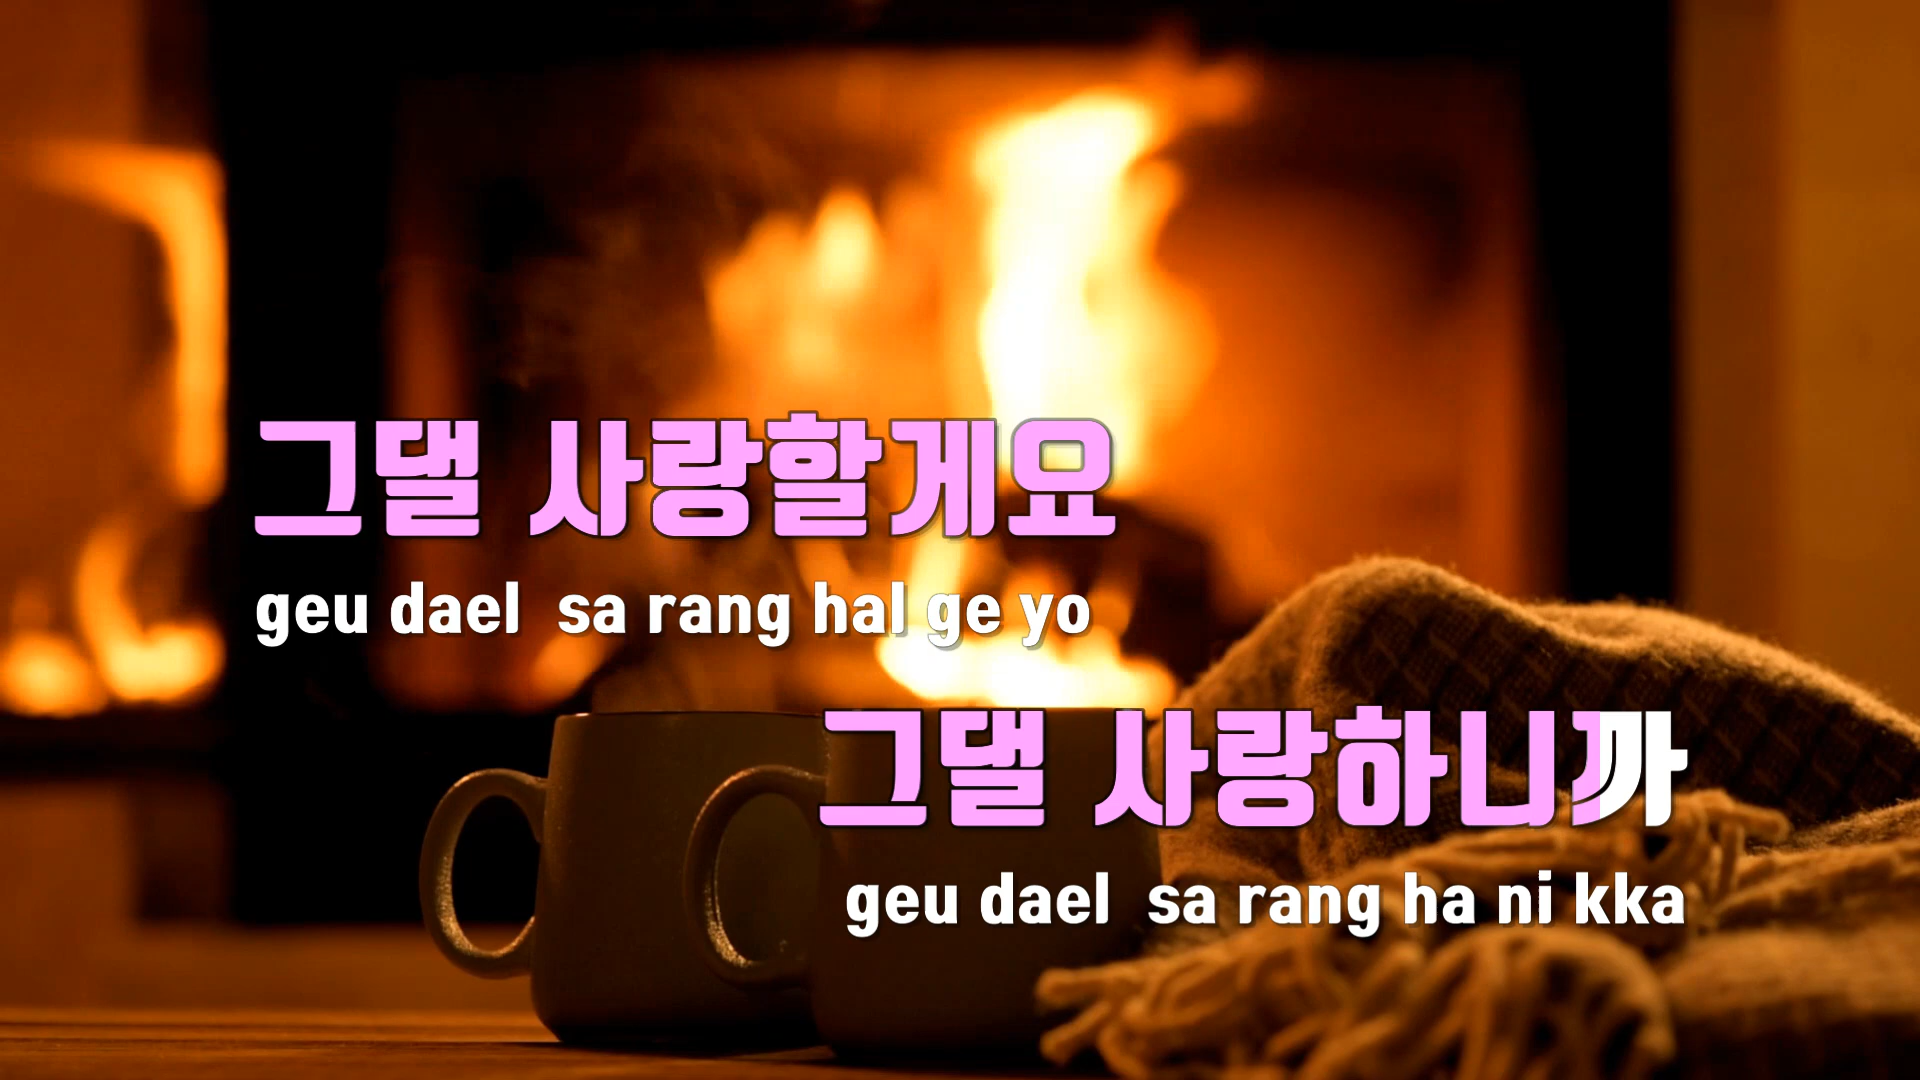 그댈 사랑할게요
geu dael sa rang hal ge yo
그댈 사랑하니까
geu dael sa rang ha ni kka